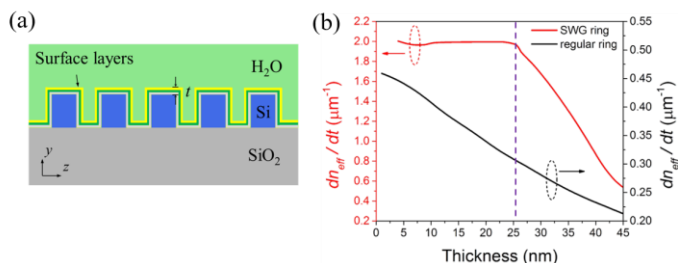 (a)
Surface layers
H₂O
t
Si
SiO₂
y
z
(b)
2.2
2.0
1.8
1.6
1.4
1.2
1.0
0.8
0.6
0.4
0.2
dn_eff / dt (μm⁻¹)
SWG ring
regular ring
0.55
0.50
0.45
0.40
0.35
0.30
0.25
0.20
dn_eff / dt (μm⁻¹)
0 5 10 15 20 25 30 35 40 45
Thickness (nm)